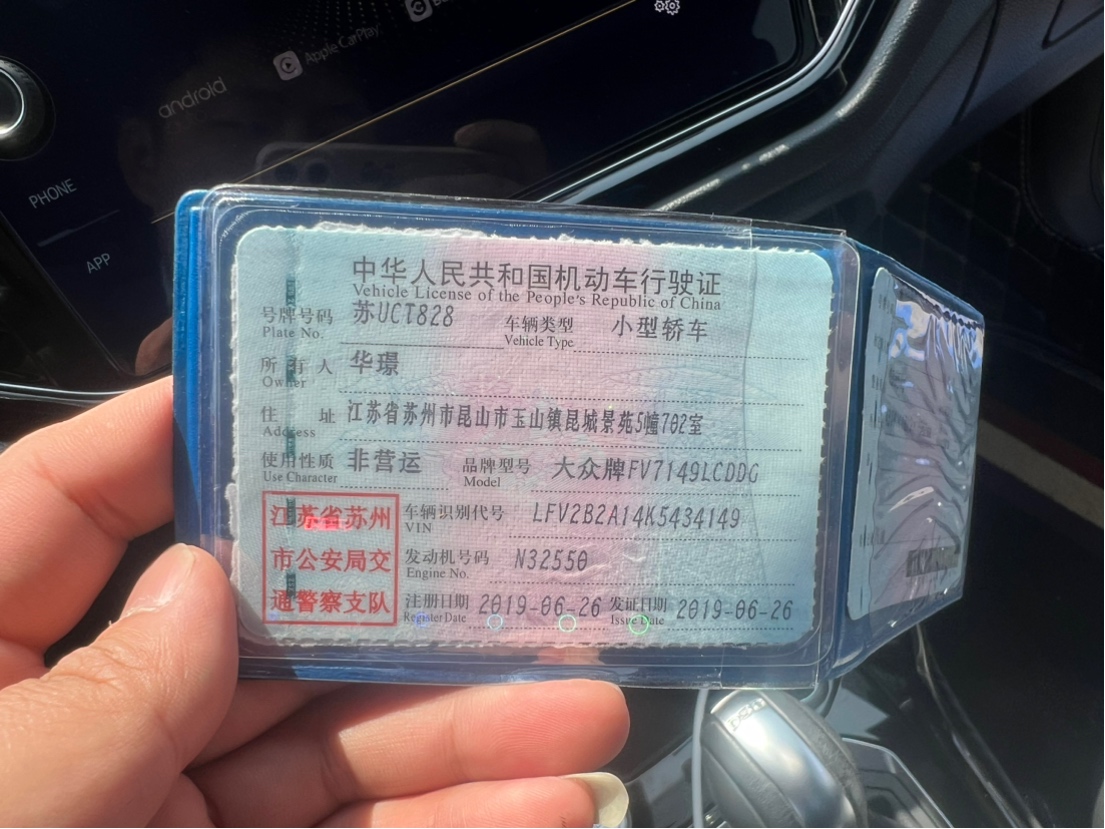 Apple CarPlay
android
PHONE
APP
中华人民共和国机动车行驶证
Vehicle License of the People's Republic of China
号牌号码 苏UCT828 车辆类型 小型轿车
Plate No. Vehicle Type
所有人 华璟
Owner
住址 江苏省苏州市昆山市玉山镇昆城景苑5幢702室
Address
使用性质 非营运 品牌型号 大众牌FV7149LCDDG
Use Character Model
江苏省苏州 车辆识别代号 LFV2B2A14K5434149
VIN
市公安局交 发动机号码 N32550
Engine No.
通警察支队 注册日期 2019-06-26 发证日期 2019-06-26
Register Date Issue Date